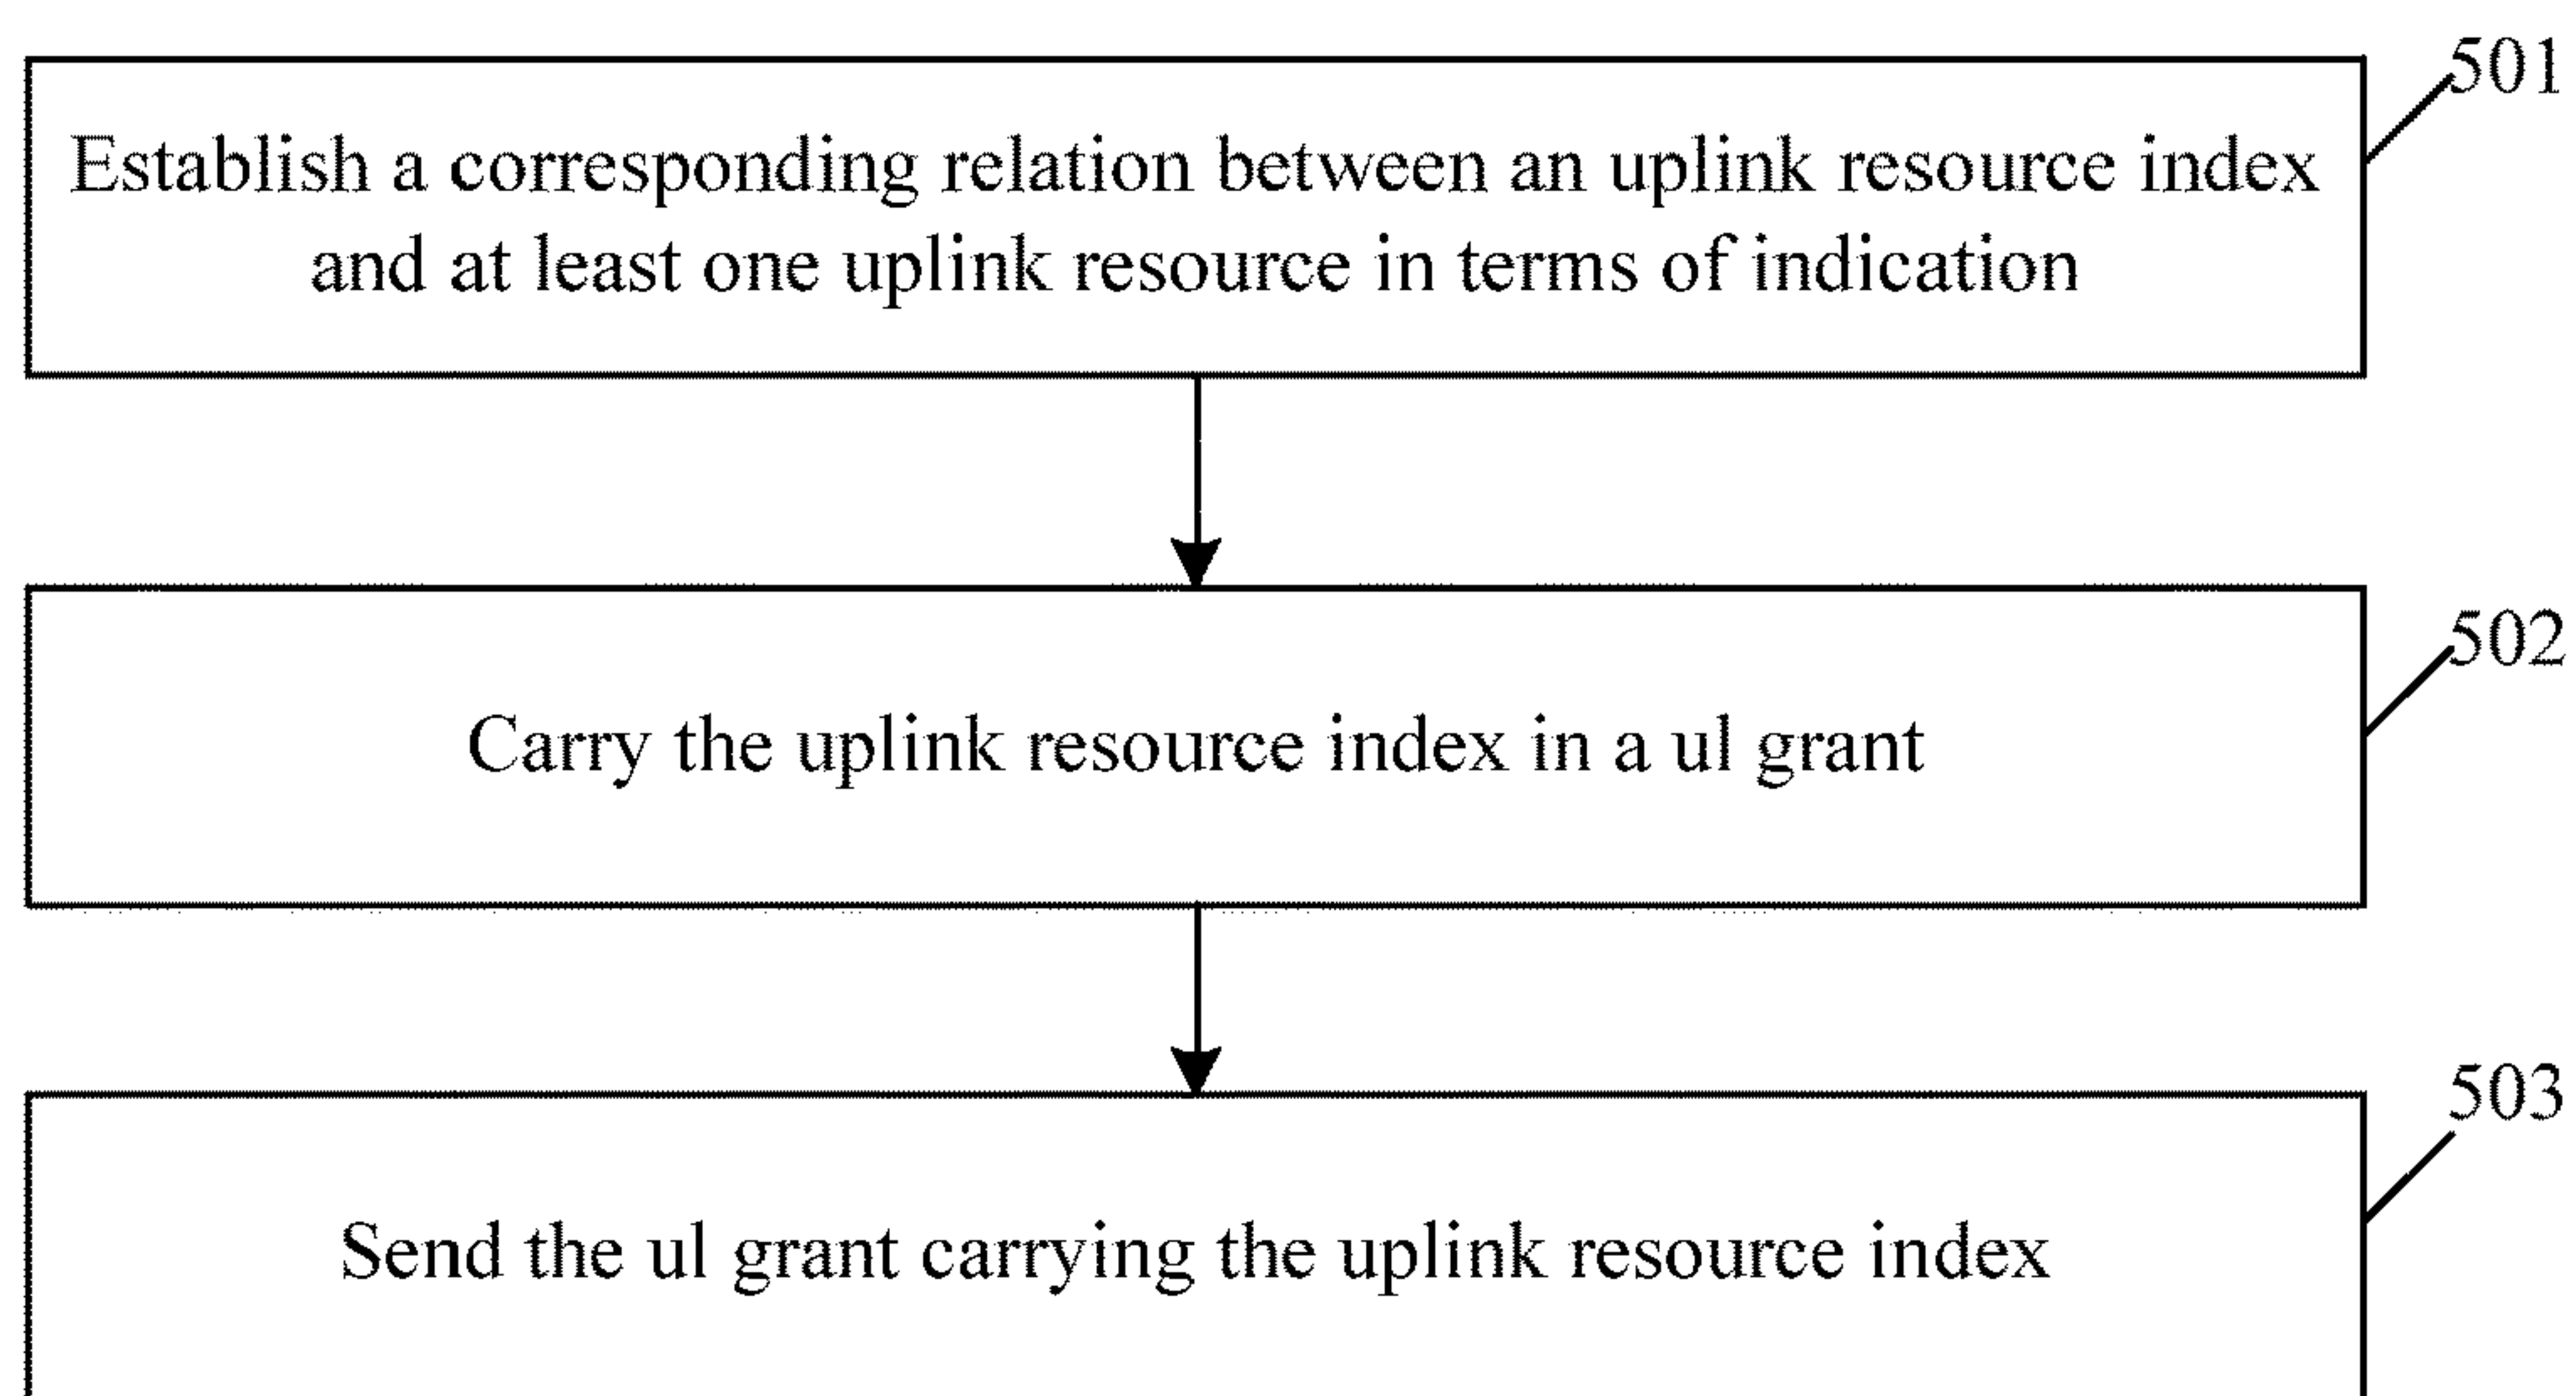 501
Establish a corresponding relation between an uplink resource index
and at least one uplink resource in terms of indication
502
Carry the uplink resource index in a ul grant
503
Send the ul grant carrying the uplink resource index